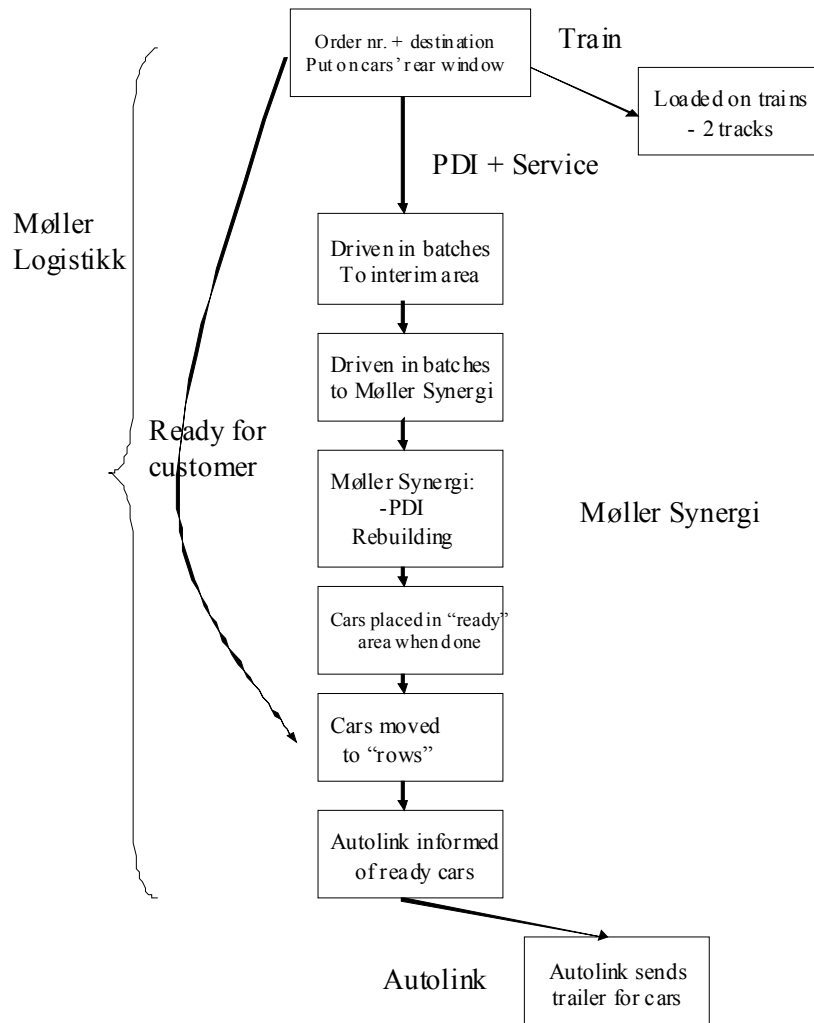 Order nr. + destination
Put on cars’ rear window
Train
Loaded on trains
- 2 tracks
PDI + Service
Møller
Logistikk
Driven in batches
To interim area
Driven in batches
to Møller Synergi
Ready for
customer
Møller Synergi:
-PDI
Rebuilding
Møller Synergi
Cars placed in “ready”
area when done
Cars moved
to “rows”
Autolink informed
of ready cars
Autolink
Autolink sends
trailer for cars